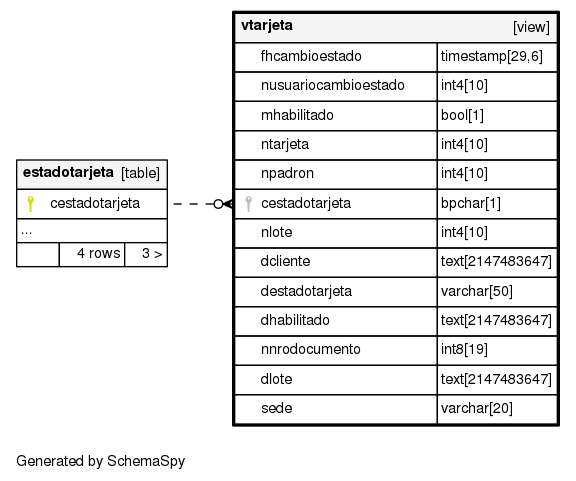 vtarjeta [view]
fhcambioestado timestamp[29,6]
nusuariocambioestado int4[10]
mhabilitado bool[1]
ntarjeta int4[10]
npadron int4[10]
cestadotarjeta bpchar[1]
nlote int4[10]
dcliente text[2147483647]
destadotarjeta varchar[50]
dhabilitado text[2147483647]
nnrodocumento int8[19]
dlote text[2147483647]
sede varchar[20]
estadotarjeta [table]
cestadotarjeta
...
4 rows 3 >
Generated by SchemaSpy